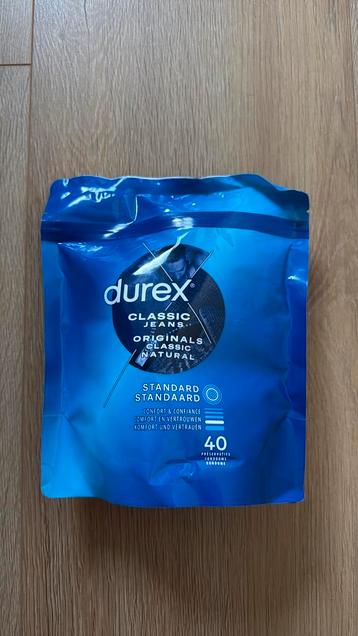 durex®
CLASSIC
JEANS
ORIGINALS
CLASSIC
NATURAL
STANDARD
STANDAARD
CONFORT & CONFIANCE
COMFORT EN VERTROUWEN
KOMFORT UND VERTRAUEN
40
PRÉSERVATIFS
CONDOOMS
KONDOME